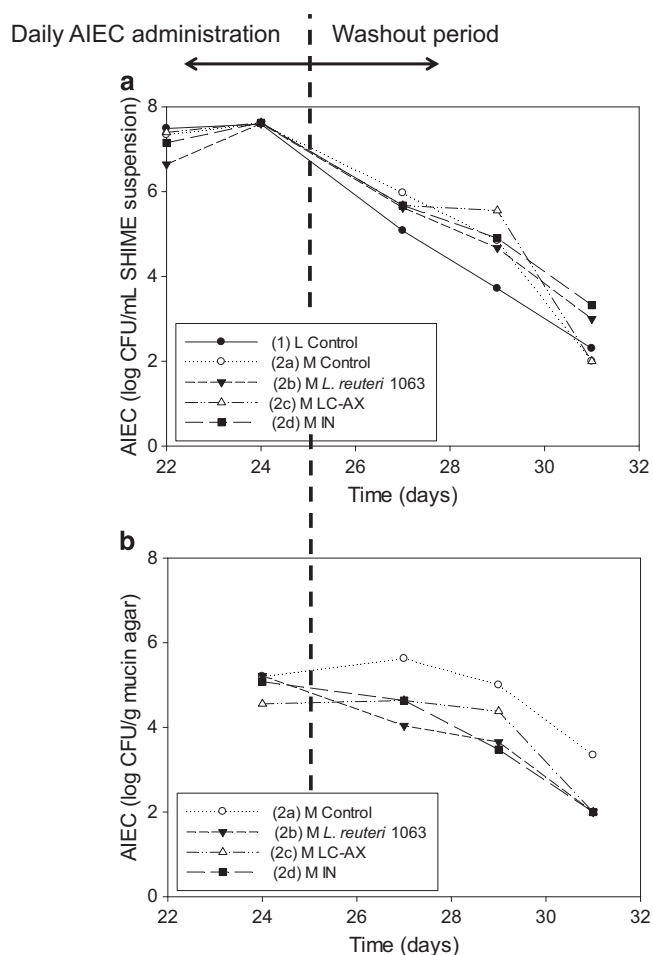 Daily AIEC administration Washout period
a
AIEC (log CFU/mL SHIME suspension)
8
6
4
2
0
(1) L Control
(2a) M Control
(2b) M L. reuteri 1063
(2c) M LC-AX
(2d) M IN
22 24 26 28 30 32
Time (days)
b
AIEC (log CFU/g mucin agar)
8
6
4
2
0
(2a) M Control
(2b) M L. reuteri 1063
(2c) M LC-AX
(2d) M IN
22 24 26 28 30 32
Time (days)